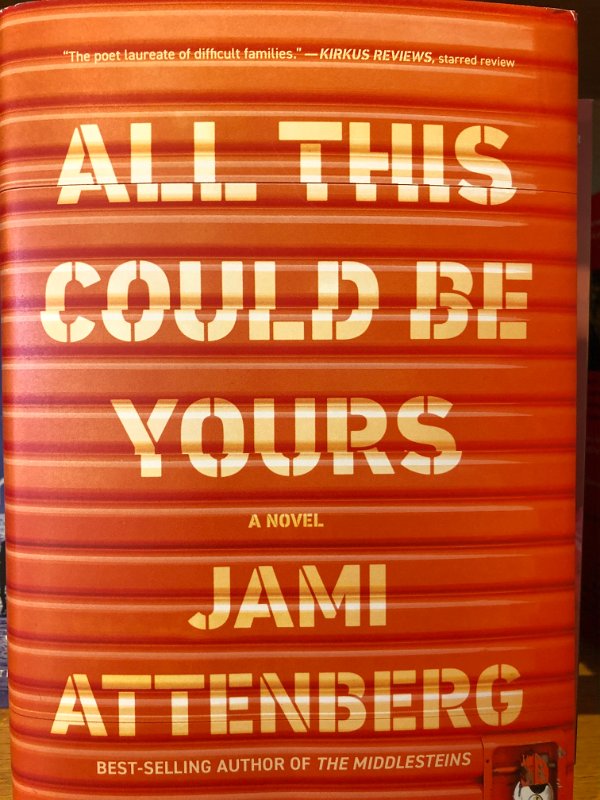 “The poet laureate of difficult families.” —KIRKUS REVIEWS, starred review
ALL THIS
COULD BE
YOURS
A NOVEL
JAMI
ATTENBERG
BEST-SELLING AUTHOR OF THE MIDDLESTEINS